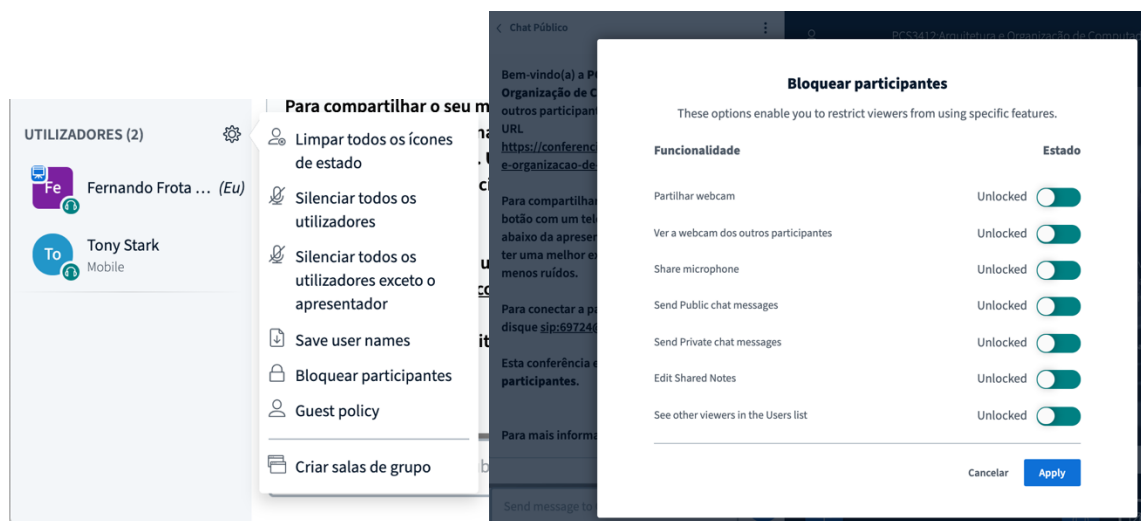 UTILIZADORES (2)
Fe
Fernando Frota ... (Eu)
To
Tony Stark
Mobile
Para compartilhar o seu m
Limpar todos os ícones
de estado
Silenciar todos os
utilizadores
Silenciar todos os
utilizadores exceto o
apresentador
Save user names
Bloquear participantes
Guest policy
Criar salas de grupo
Chat Público
PCS3412 Arquitetura e Organização de Computad
Bem-vindo(a) a P
Organização de C
outros participant
URL
https://conferenc
e-organizacao-de-
Para compartilha
botão com um tel
abaixo da apreser
ter uma melhor ex
menos ruídos.
Para conectar a pa
disque sip:69724@
Esta conferência e
participantes.
Para mais informa
Send message to
Bloquear participantes
These options enable you to restrict viewers from using specific features.
Funcionalidade Estado
Partilhar webcam Unlocked
Ver a webcam dos outros participantes Unlocked
Share microphone Unlocked
Send Public chat messages Unlocked
Send Private chat messages Unlocked
Edit Shared Notes Unlocked
See other viewers in the Users list Unlocked
Cancelar Apply